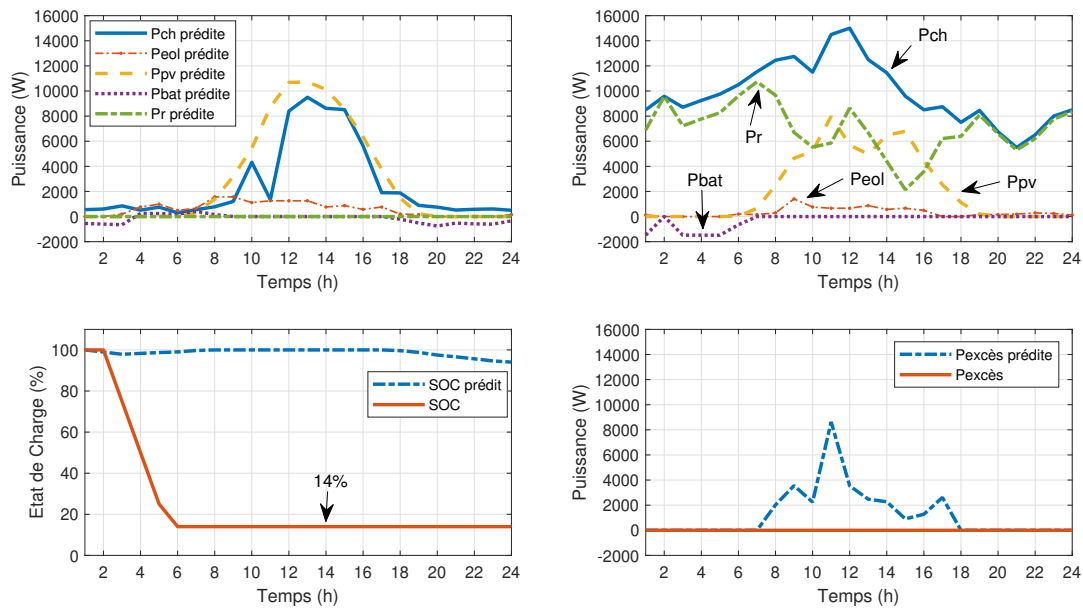 16000
14000
12000
10000
8000
6000
4000
2000
0
-2000
Puissance (W)
Pch prédite
Peol prédite
Ppv prédite
Pbat prédite
Pr prédite
2 4 6 8 10 12 14 16 18 20 22 24
Temps (h)
16000
14000
12000
10000
8000
6000
4000
2000
0
-2000
Puissance (W)
Pch
Pr
Pbat
Peol
Ppv
2 4 6 8 10 12 14 16 18 20 22 24
Temps (h)
100
80
60
40
20
0
Etat de Charge (%)
SOC prédit
SOC
14%
2 4 6 8 10 12 14 16 18 20 22 24
Temps (h)
16000
14000
12000
10000
8000
6000
4000
2000
0
-2000
Puissance (W)
Pexcès prédite
Pexcès
2 4 6 8 10 12 14 16 18 20 22 24
Temps (h)